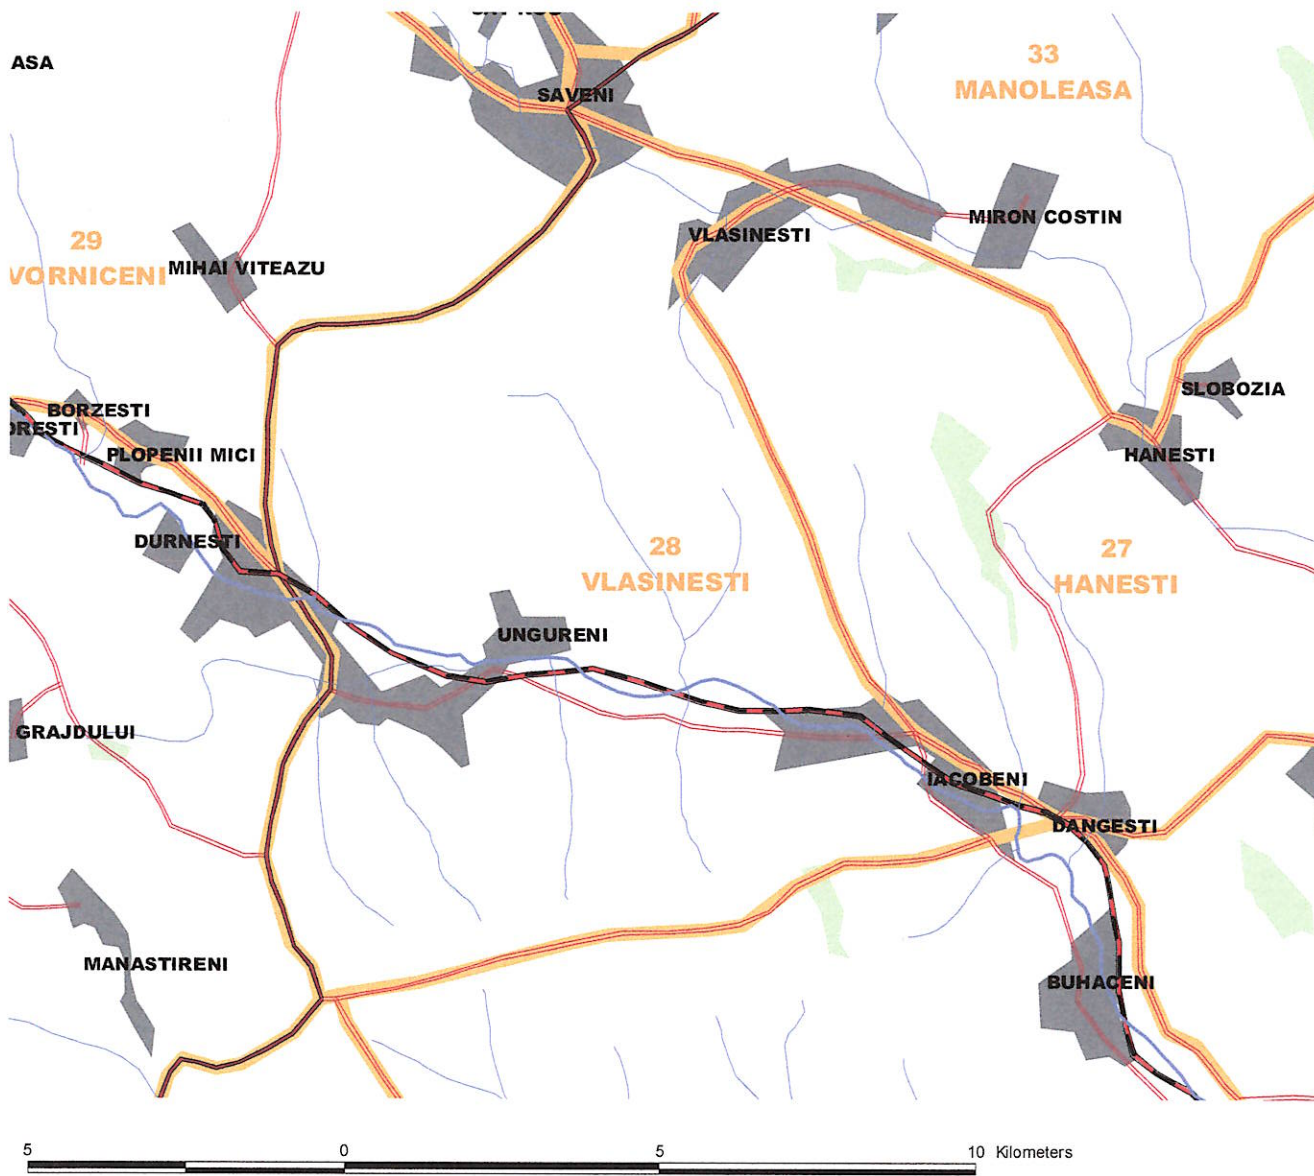 ASA
SAVENI
33
MANOLEASA
MIRON COSTIN
VLASINESTI
29
VORNICENI
MIHAI VITEAZU
SLOBOZIA
BORZESTI
ORESTI
PLOPENII MICI
HANESTI
DURNESTI
28
VLASINESTI
27
HANESTI
UNGURENI
GRAJDULUI
IACOBENI
DANGESTI
MANASTIRENI
BUHACENI
5 0 5 10 Kilometers